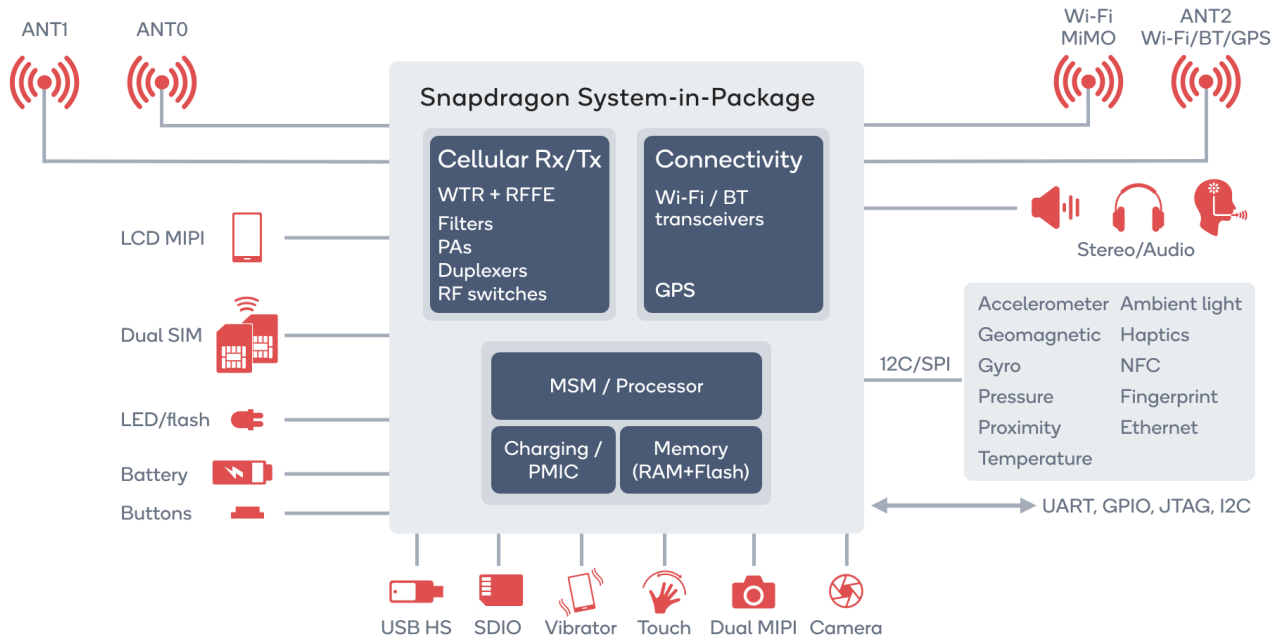 ANT1
ANT0
Wi-Fi
MiMO
ANT2
Wi-Fi/BT/GPS
Snapdragon System-in-Package
Cellular Rx/Tx
WTR + RFFE
Filters
PAs
Duplexers
RF switches
Connectivity
Wi-Fi / BT
transceivers
GPS
MSM / Processor
Charging /
PMIC
Memory
(RAM+Flash)
LCD MIPI
Dual SIM
LED/flash
Battery
Buttons
Stereo/Audio
12C/SPI
Accelerometer
Geomagnetic
Gyro
Pressure
Proximity
Temperature
Ambient light
Haptics
NFC
Fingerprint
Ethernet
UART, GPIO, JTAG, I2C
USB HS
SDIO
Vibrator
Touch
Dual MIPI
Camera